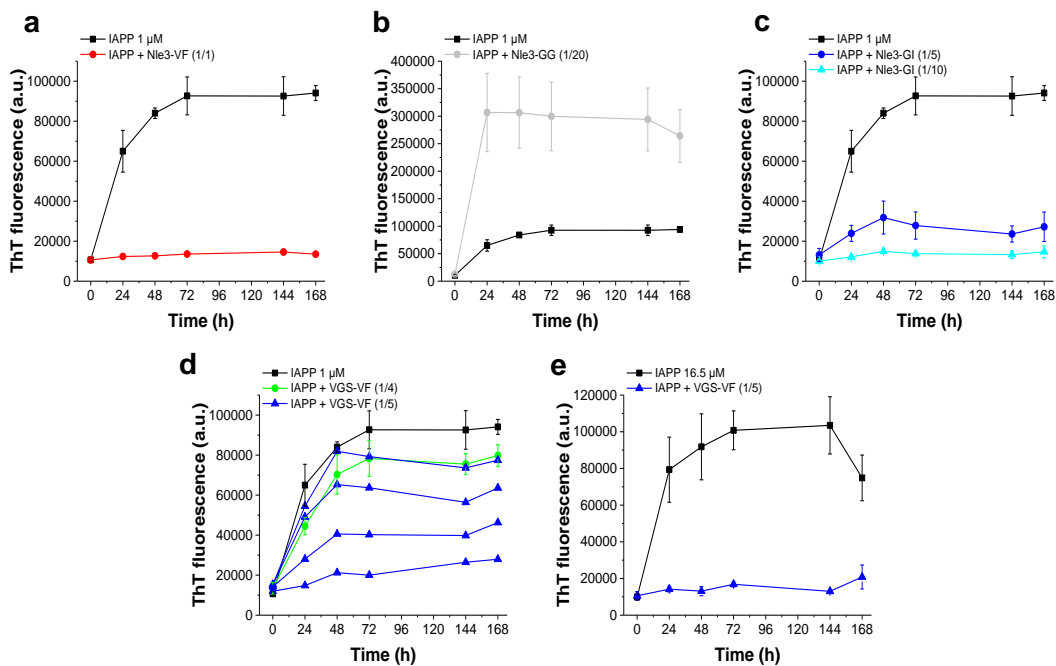 a
IAPP 1 µM
IAPP + Nle3-VF (1/1)
100000
80000
60000
40000
20000
0
ThT fluorescence (a.u.)
0 24 48 72 96 120 144 168
Time (h)
b
IAPP 1 µM
IAPP + Nle3-GG (1/20)
400000
350000
300000
250000
200000
150000
100000
50000
0
ThT fluorescence (a.u.)
0 24 48 72 96 120 144 168
Time (h)
c
IAPP 1 µM
IAPP + Nle3-GI (1/5)
IAPP + Nle3-GI (1/10)
100000
80000
60000
40000
20000
0
ThT fluorescence (a.u.)
0 24 48 72 96 120 144 168
Time (h)
d
IAPP 1 µM
IAPP + VGS-VF (1/4)
IAPP + VGS-VF (1/5)
100000
80000
60000
40000
20000
0
ThT fluorescence (a.u.)
0 24 48 72 96 120 144 168
Time (h)
e
IAPP 16.5 µM
IAPP + VGS-VF (1/5)
120000
100000
80000
60000
40000
20000
0
ThT fluorescence (a.u.)
0 24 48 72 96 120 144 168
Time (h)